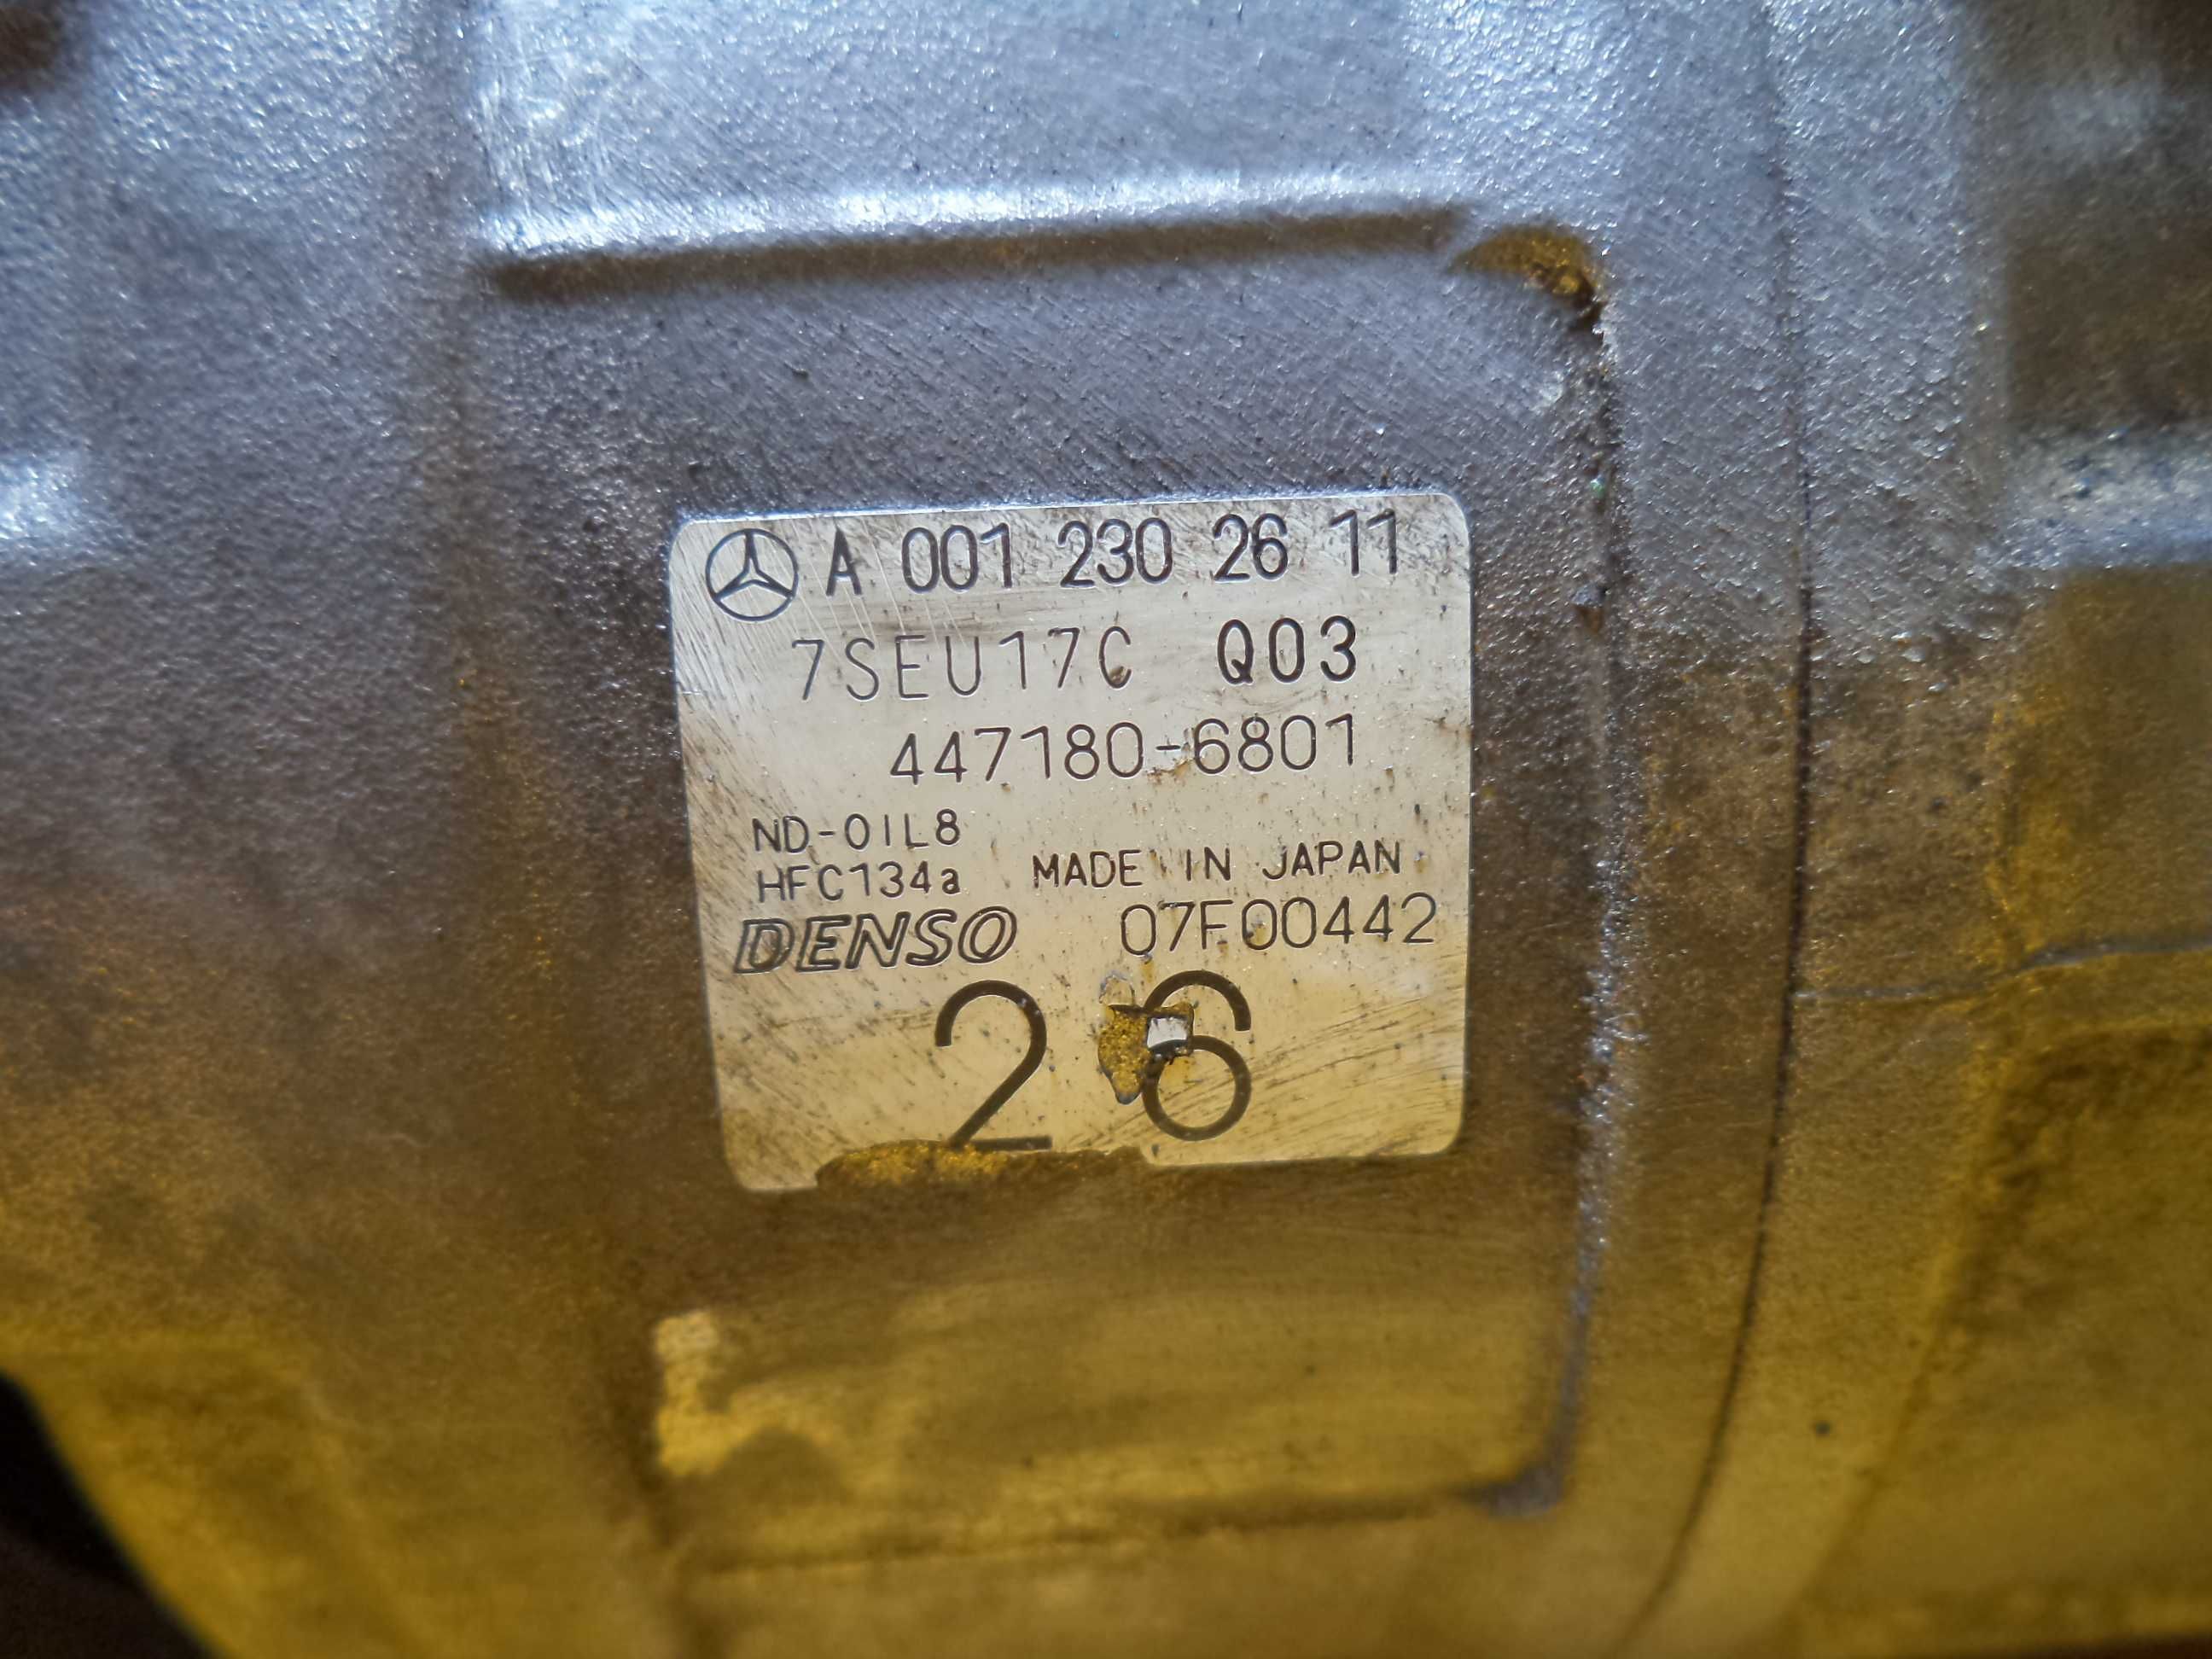 A 001 230 26 11
7SEU17C Q03
447180-6801
ND-OIL8
HFC134a MADE IN JAPAN
DENSO 07F00442
26